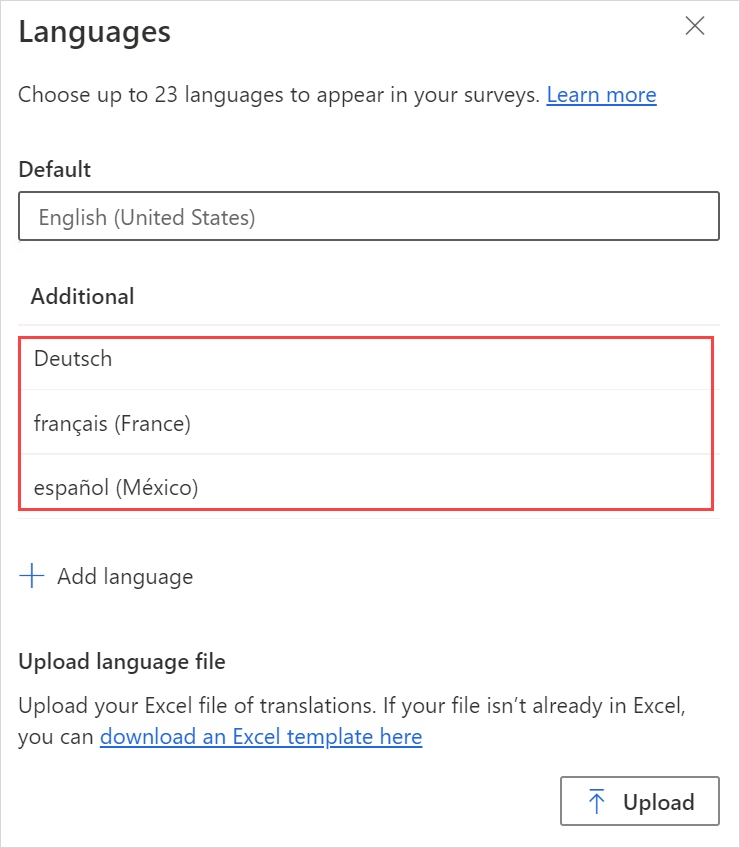 Languages
Choose up to 23 languages to appear in your surveys. Learn more
Default
English (United States)
Additional
Deutsch
français (France)
español (México)
Add language
Upload language file
Upload your Excel file of translations. If your file isn’t already in Excel,
you can download an Excel template here
Upload